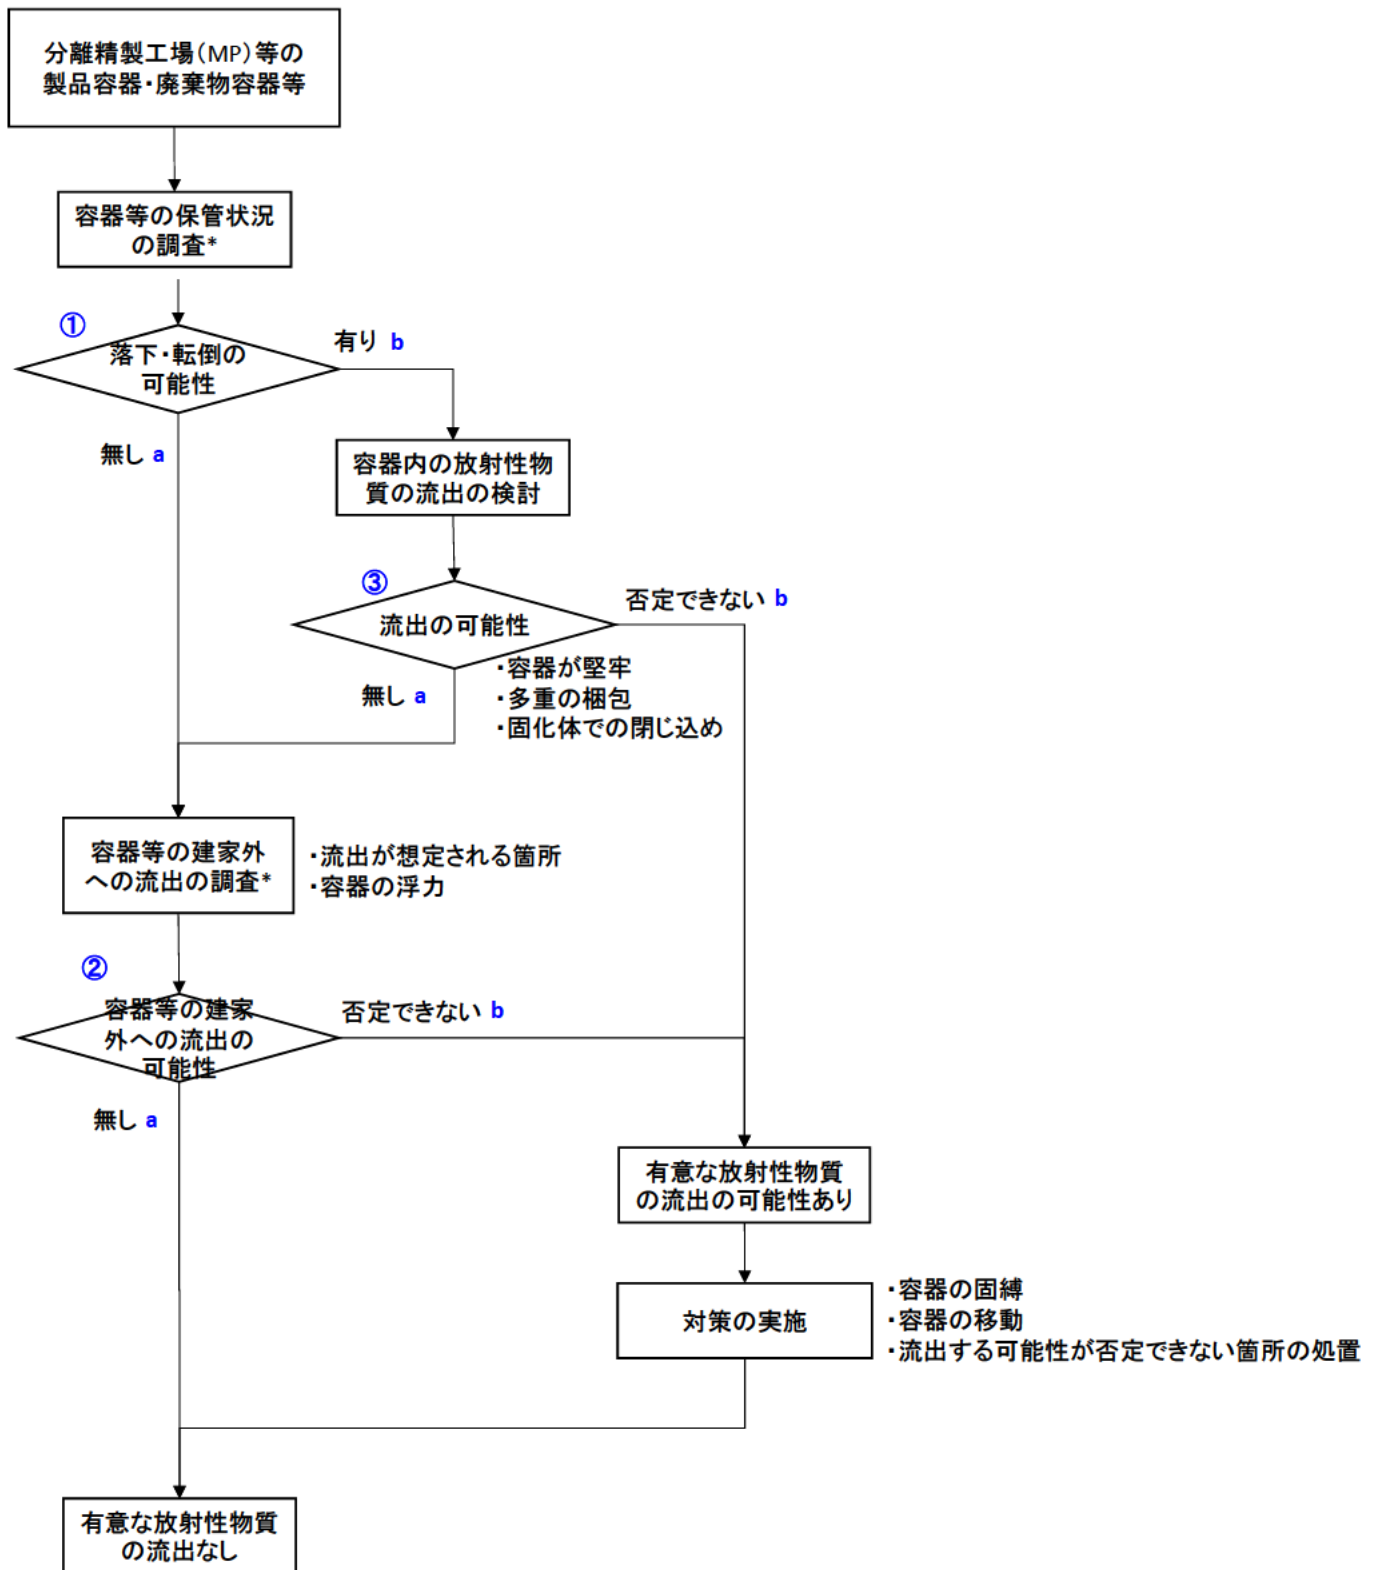 分離精製工場(MP)等の
製品容器・廃棄物容器等
容器等の保管状況
の調査*
①
落下・転倒の
可能性
有り b
無し a
容器内の放射性物
質の流出の検討
③
流出の可能性
否定できない b
無し a
・容器が堅牢
・多重の梱包
・固化体での閉じ込め
容器等の建家外
への流出の調査*
・流出が想定される箇所
・容器の浮力
②
容器等の建家
外への流出の
可能性
否定できない b
無し a
有意な放射性物質
の流出の可能性あり
対策の実施
・容器の固縛
・容器の移動
・流出する可能性が否定できない箇所の処置
有意な放射性物質
の流出なし